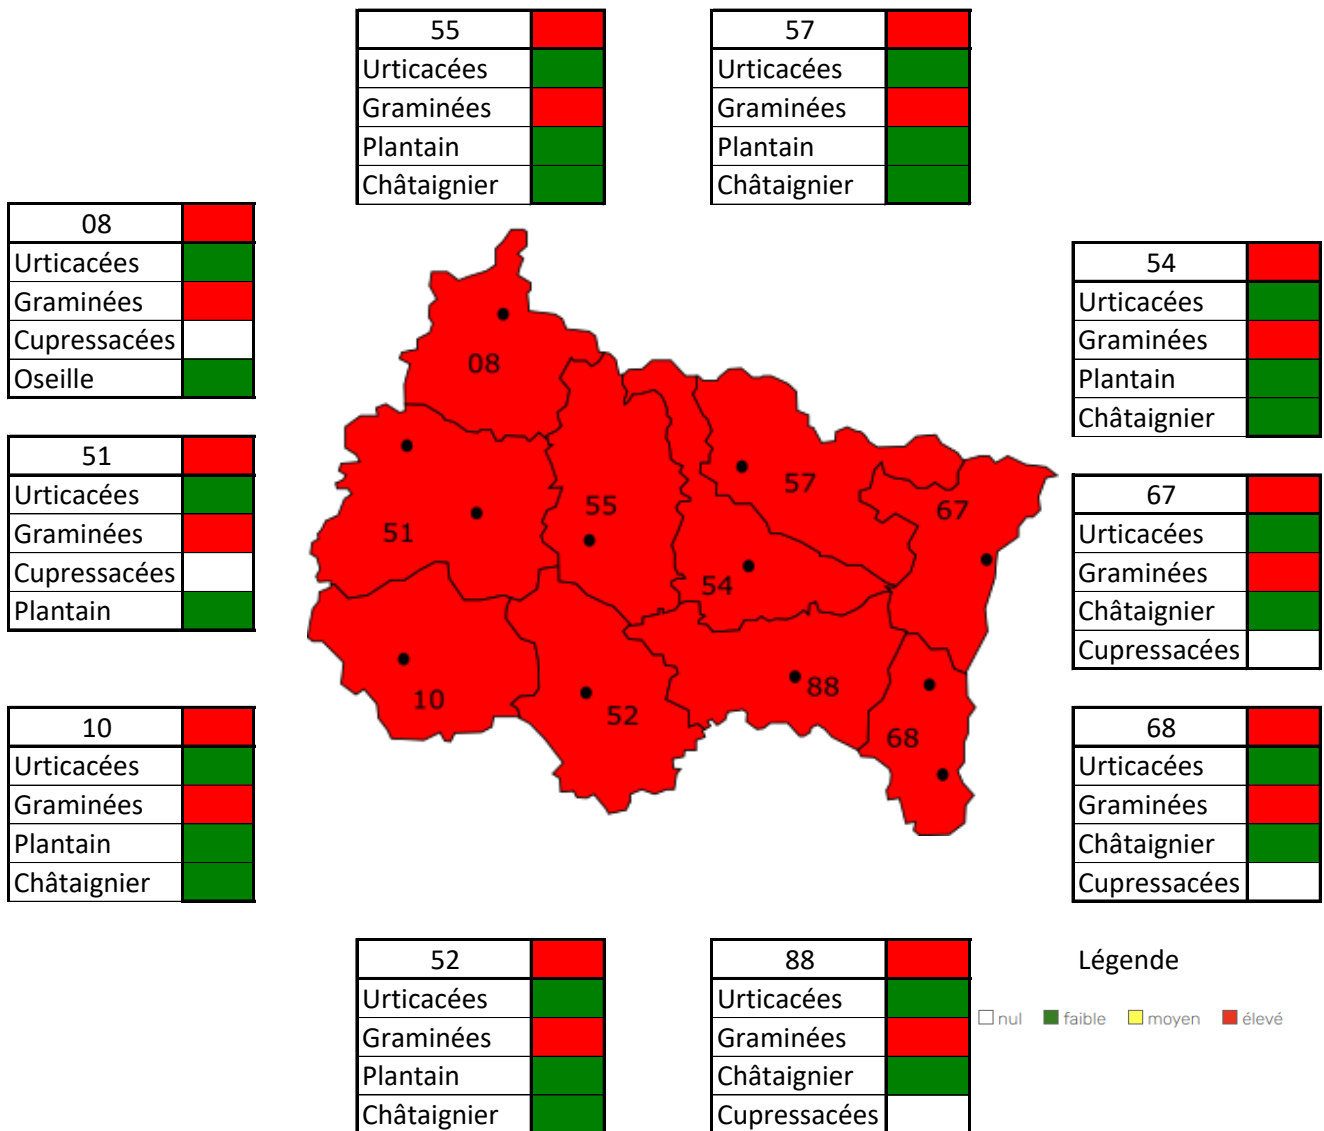 55
Urticacées
Graminées
Plantain
Châtaignier
57
Urticacées
Graminées
Plantain
Châtaignier
08
Urticacées
Graminées
Cupressacées
Oseille
54
Urticacées
Graminées
Plantain
Châtaignier
51
Urticacées
Graminées
Cupressacées
Plantain
67
Urticacées
Graminées
Châtaignier
Cupressacées
08
57
67
55
51
54
88
10
52
68
10
Urticacées
Graminées
Plantain
Châtaignier
68
Urticacées
Graminées
Châtaignier
Cupressacées
52
Urticacées
Graminées
Plantain
Châtaignier
88
Urticacées
Graminées
Châtaignier
Cupressacées
Légende
nul faible moyen élevé